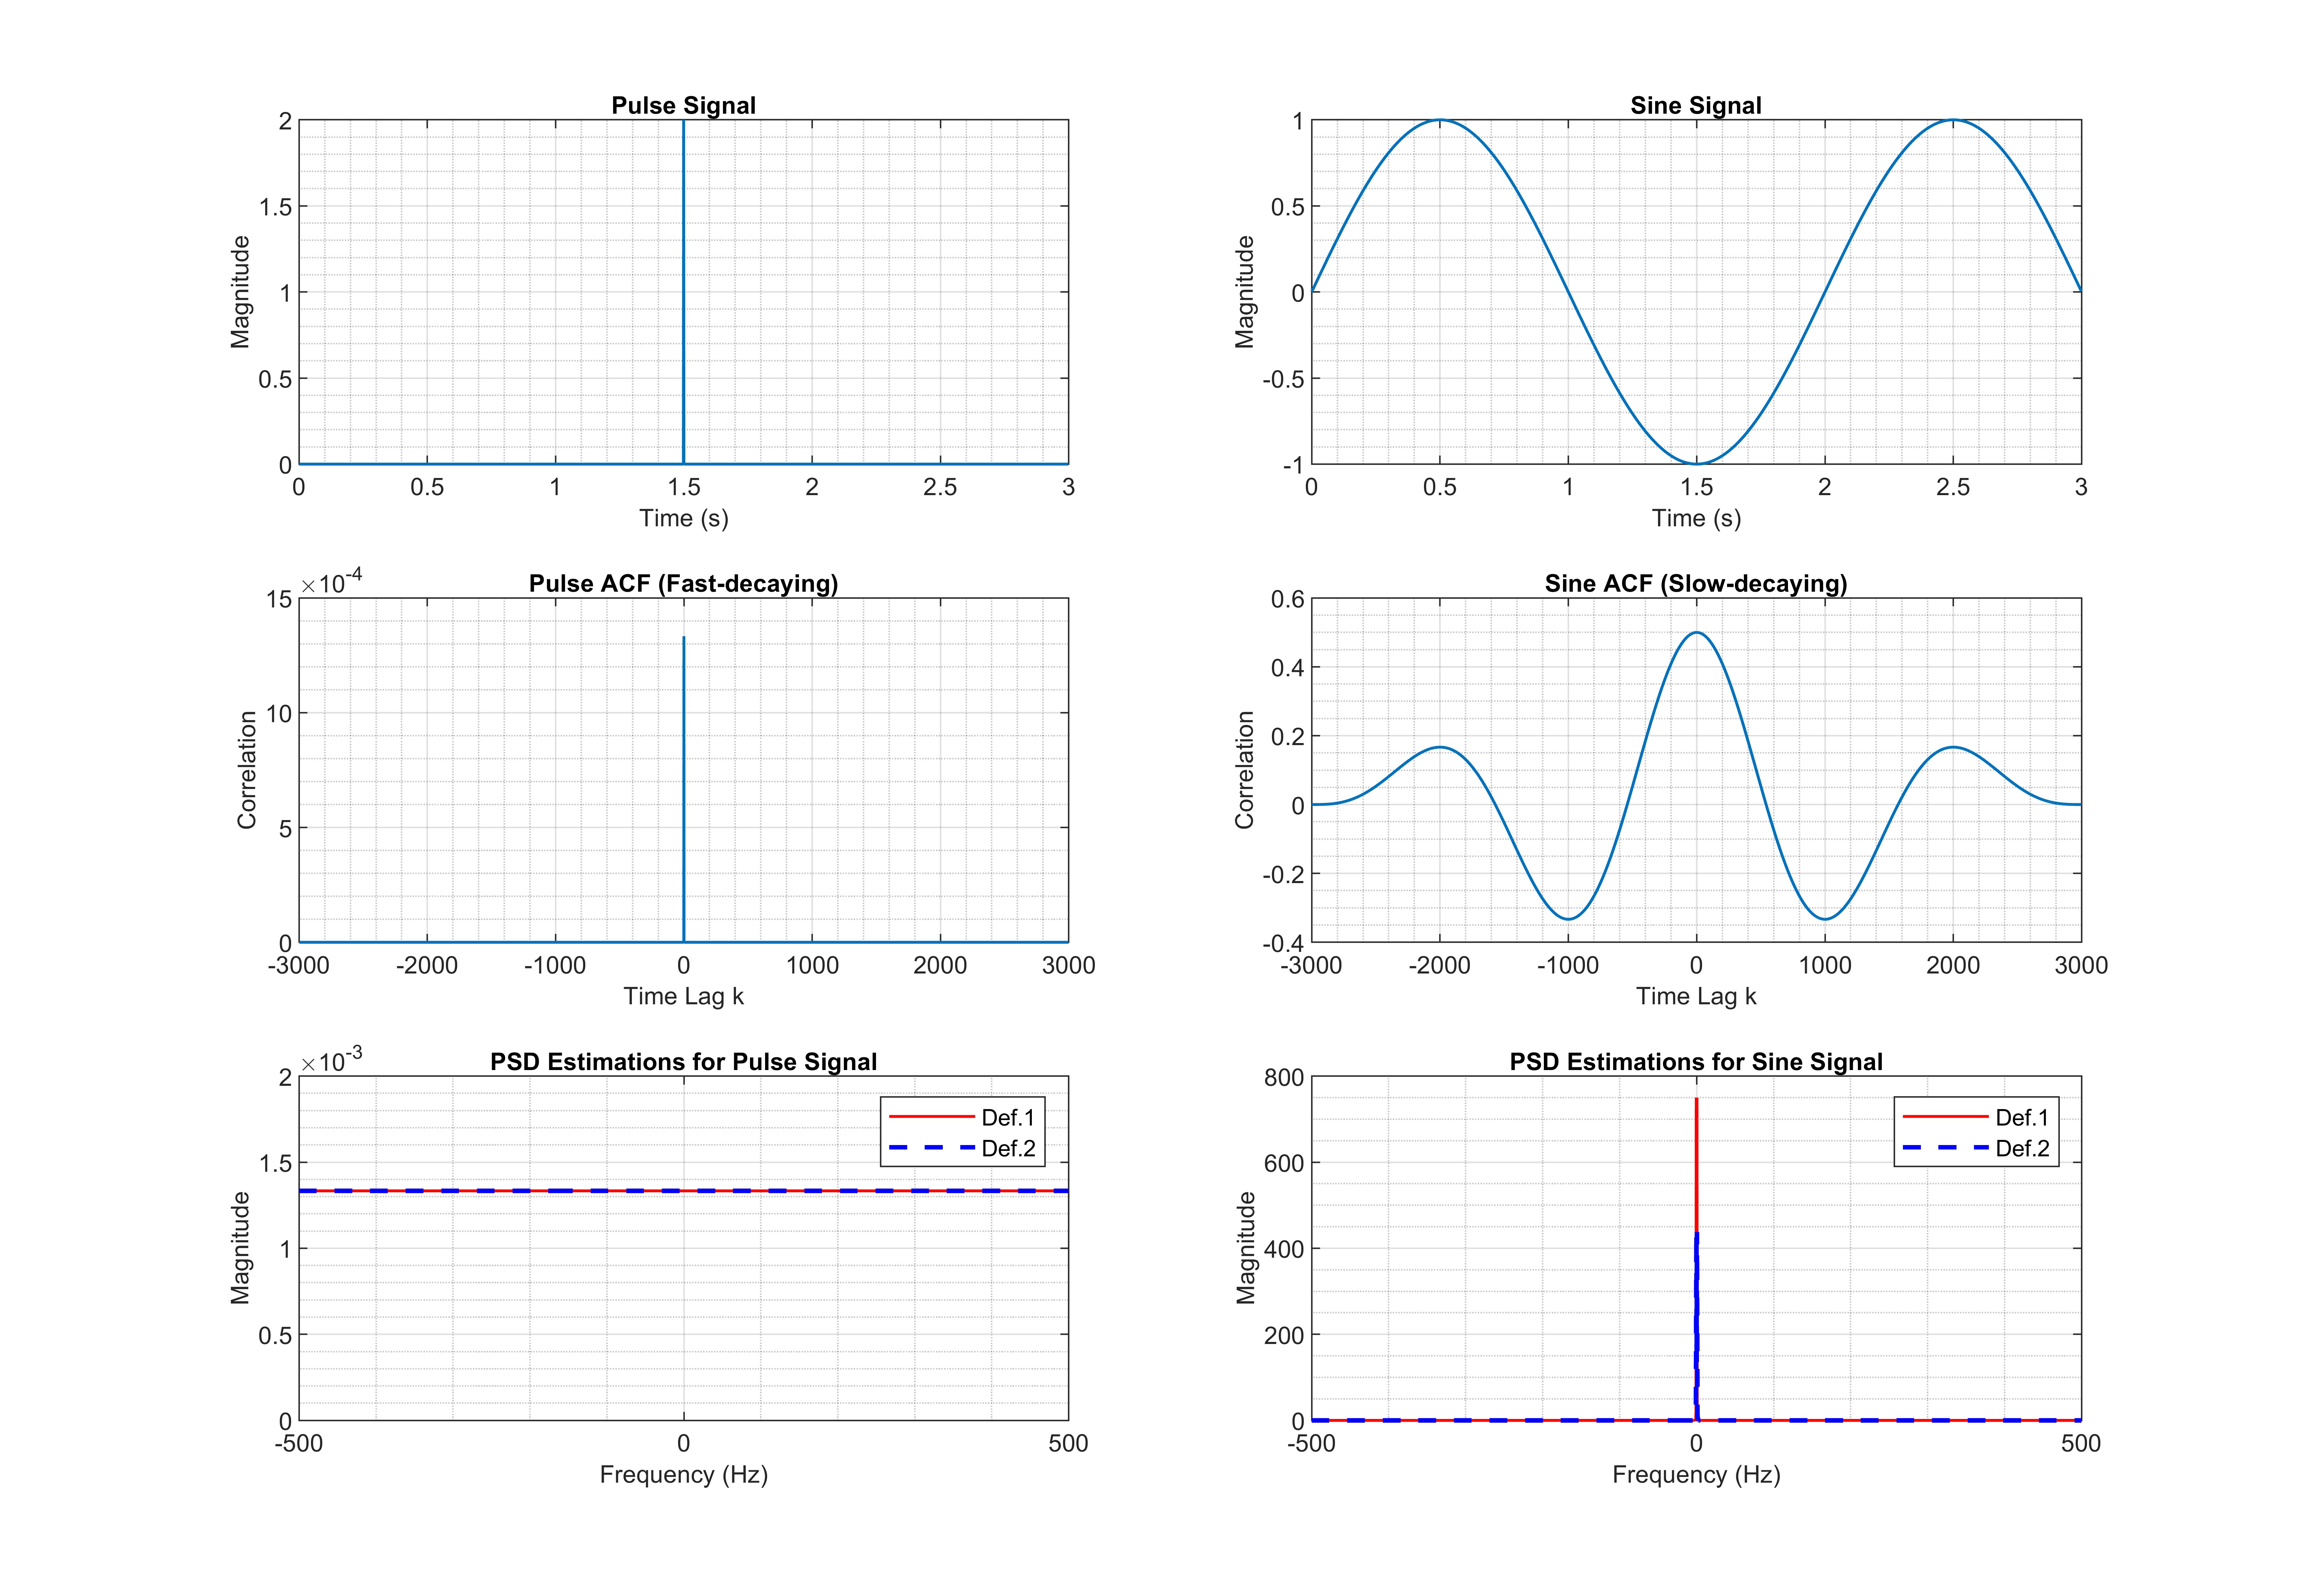 Pulse Signal
2
1.5
1
0.5
0
Magnitude
0 0.5 1 1.5 2 2.5 3
Time (s)
Sine Signal
1
0.5
0
-0.5
-1
Magnitude
0 0.5 1 1.5 2 2.5 3
Time (s)
×10-4
Pulse ACF (Fast-decaying)
15
10
5
0
Correlation
-3000 -2000 -1000 0 1000 2000 3000
Time Lag k
Sine ACF (Slow-decaying)
0.6
0.4
0.2
0
-0.2
-0.4
Correlation
-3000 -2000 -1000 0 1000 2000 3000
Time Lag k
×10-3
PSD Estimations for Pulse Signal
2
1.5
1
0.5
0
Magnitude
Def.1
Def.2
-500 0 500
Frequency (Hz)
PSD Estimations for Sine Signal
800
600
400
200
0
Magnitude
Def.1
Def.2
-500 0 500
Frequency (Hz)